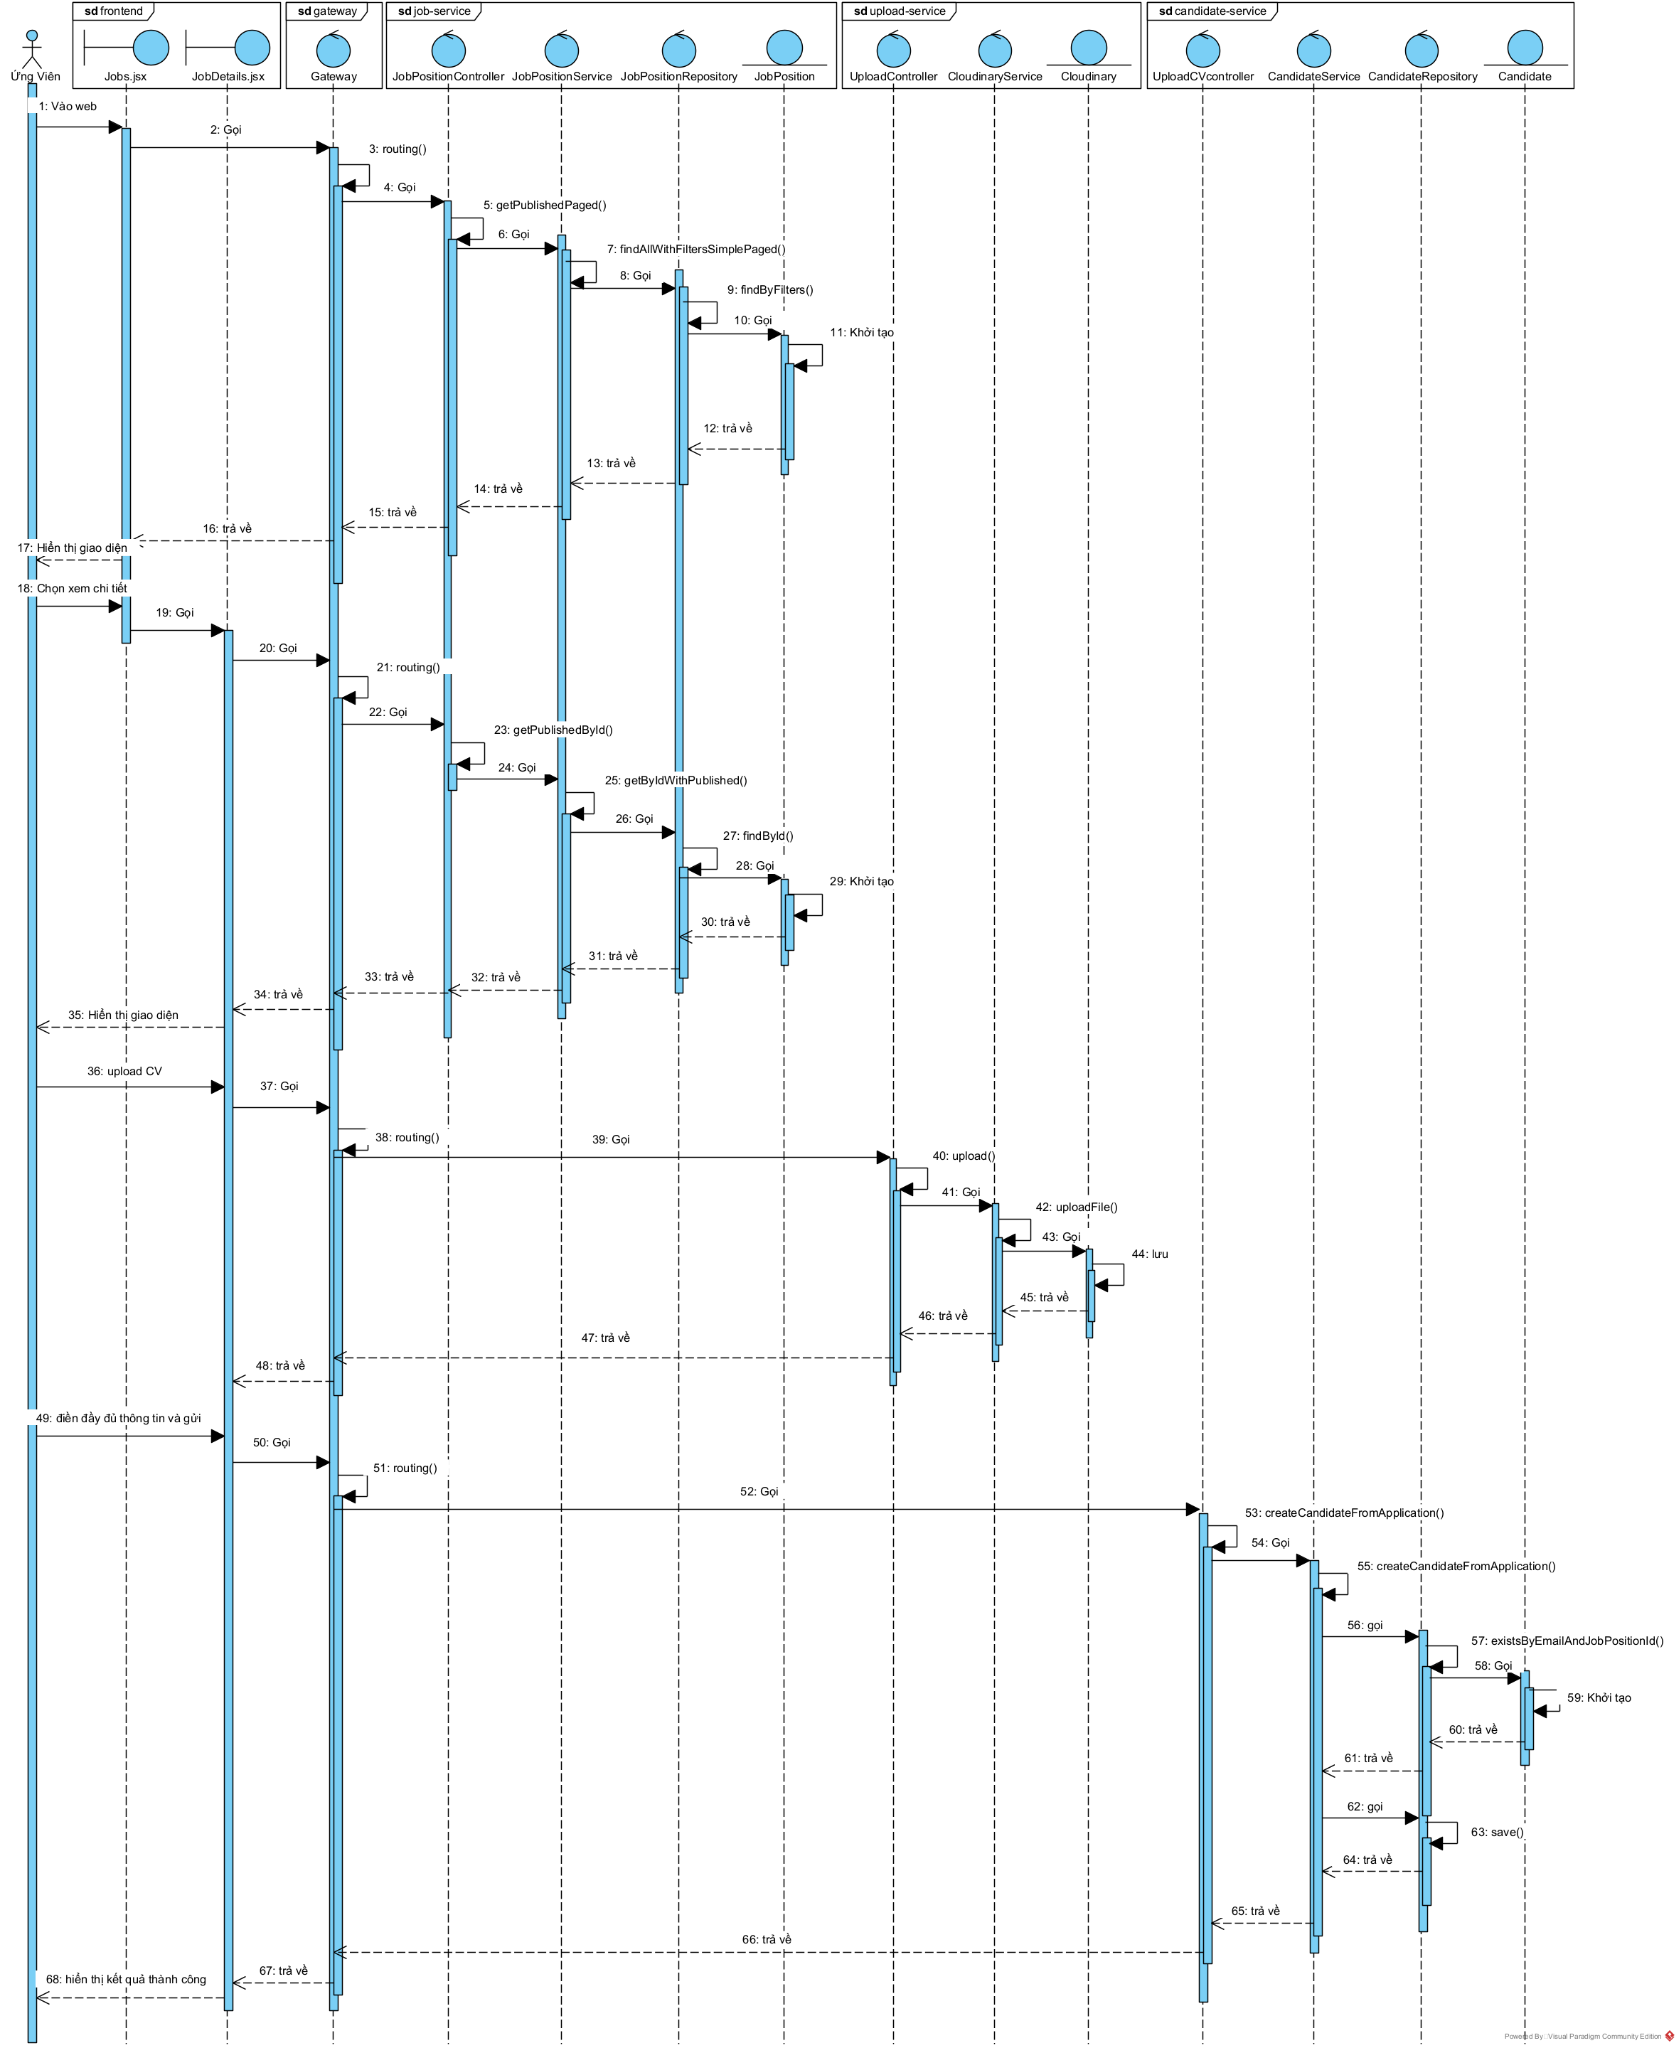 sd frontend
sd gateway
sd job-service
sd upload-service
sd candidate-service
Ứng Viên
Jobs.jsx
JobDetails.jsx
Gateway
JobPositionController
JobPositionService
JobPositionRepository
JobPosition
UploadController
CloudinaryService
Cloudinary
UploadCVcontroller
CandidateService
CandidateRepository
Candidate
1: Vào web
2: Gọi
3: routing()
4: Gọi
5: getPublishedPaged()
6: Gọi
7: findAllWithFiltersSimplePaged()
8: Gọi
9: findByFilters()
10: Gọi
11: Khởi tạo
12: trả về
13: trả về
14: trả về
15: trả về
16: trả về
17: Hiển thị giao diện
18: Chọn xem chi tiết
19: Gọi
20: Gọi
21: routing()
22: Gọi
23: getPublishedById()
24: Gọi
25: getByIdWithPublished()
26: Gọi
27: findById()
28: Gọi
29: Khởi tạo
30: trả về
31: trả về
32: trả về
33: trả về
34: trả về
35: Hiển thị giao diện
36: upload CV
37: Gọi
38: routing()
39: Gọi
40: upload()
41: Gọi
42: uploadFile()
43: Gọi
44: lưu
45: trả về
46: trả về
47: trả về
48: trả về
49: điền đầy đủ thông tin và gửi
50: Gọi
51: routing()
52: Gọi
53: createCandidateFromApplication()
54: Gọi
55: createCandidateFromApplication()
56: gọi
57: existsByEmailAndJobPositionId()
58: Gọi
59: Khởi tạo
60: trả về
61: trả về
62: gọi
63: save()
64: trả về
65: trả về
66: trả về
67: trả về
68: hiển thị kết quả thành công
Powered By Visual Paradigm Community Edition